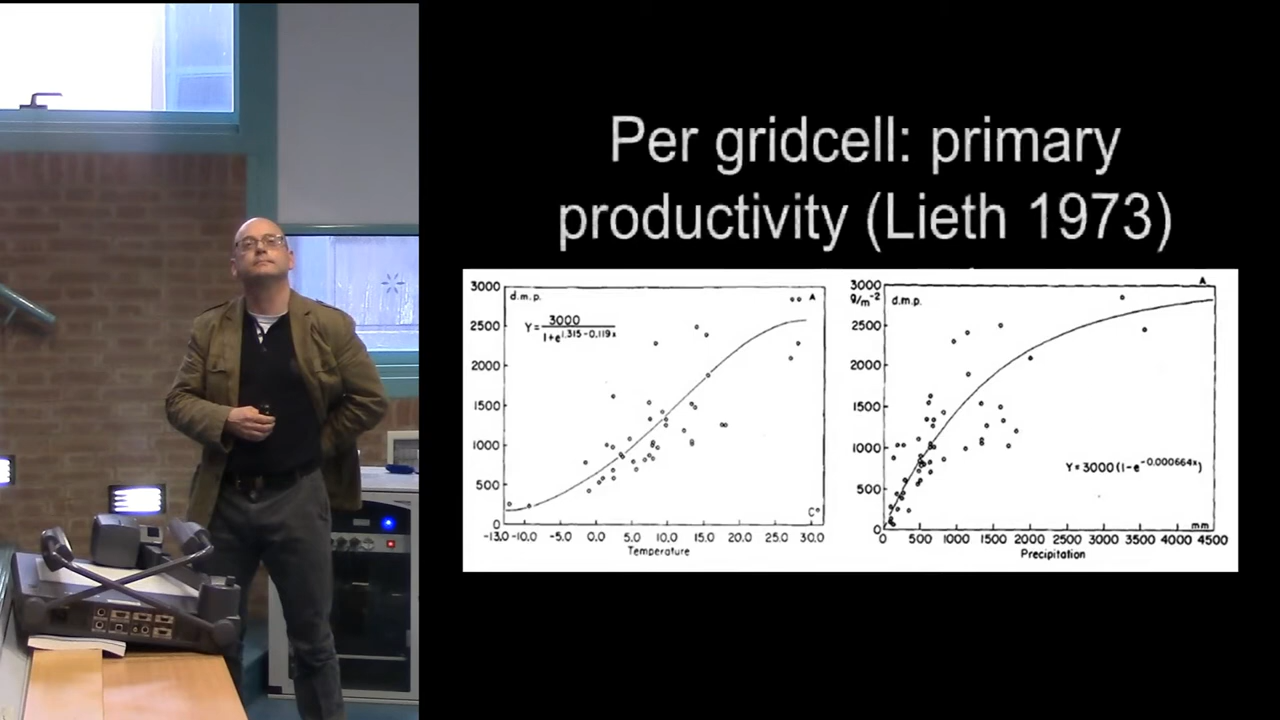 Per gridcell: primary
productivity (Lieth 1973)
3000
2500
2000
1500
1000
500
0
d.m.p.
A
Y= 3000
1+e^1.315-0.119x
C°
-13.0 -10.0 -5.0 0.0 5.0 10.0 15.0 20.0 25.0 30.0
Temperature
3000
g/m⁻²
2500
2000
1500
1000
500
0
d.m.p.
A
Y=3000(1-e^-0.000664x)
mm
0 500 1000 1500 2000 2500 3000 3500 4000 4500
Precipitation